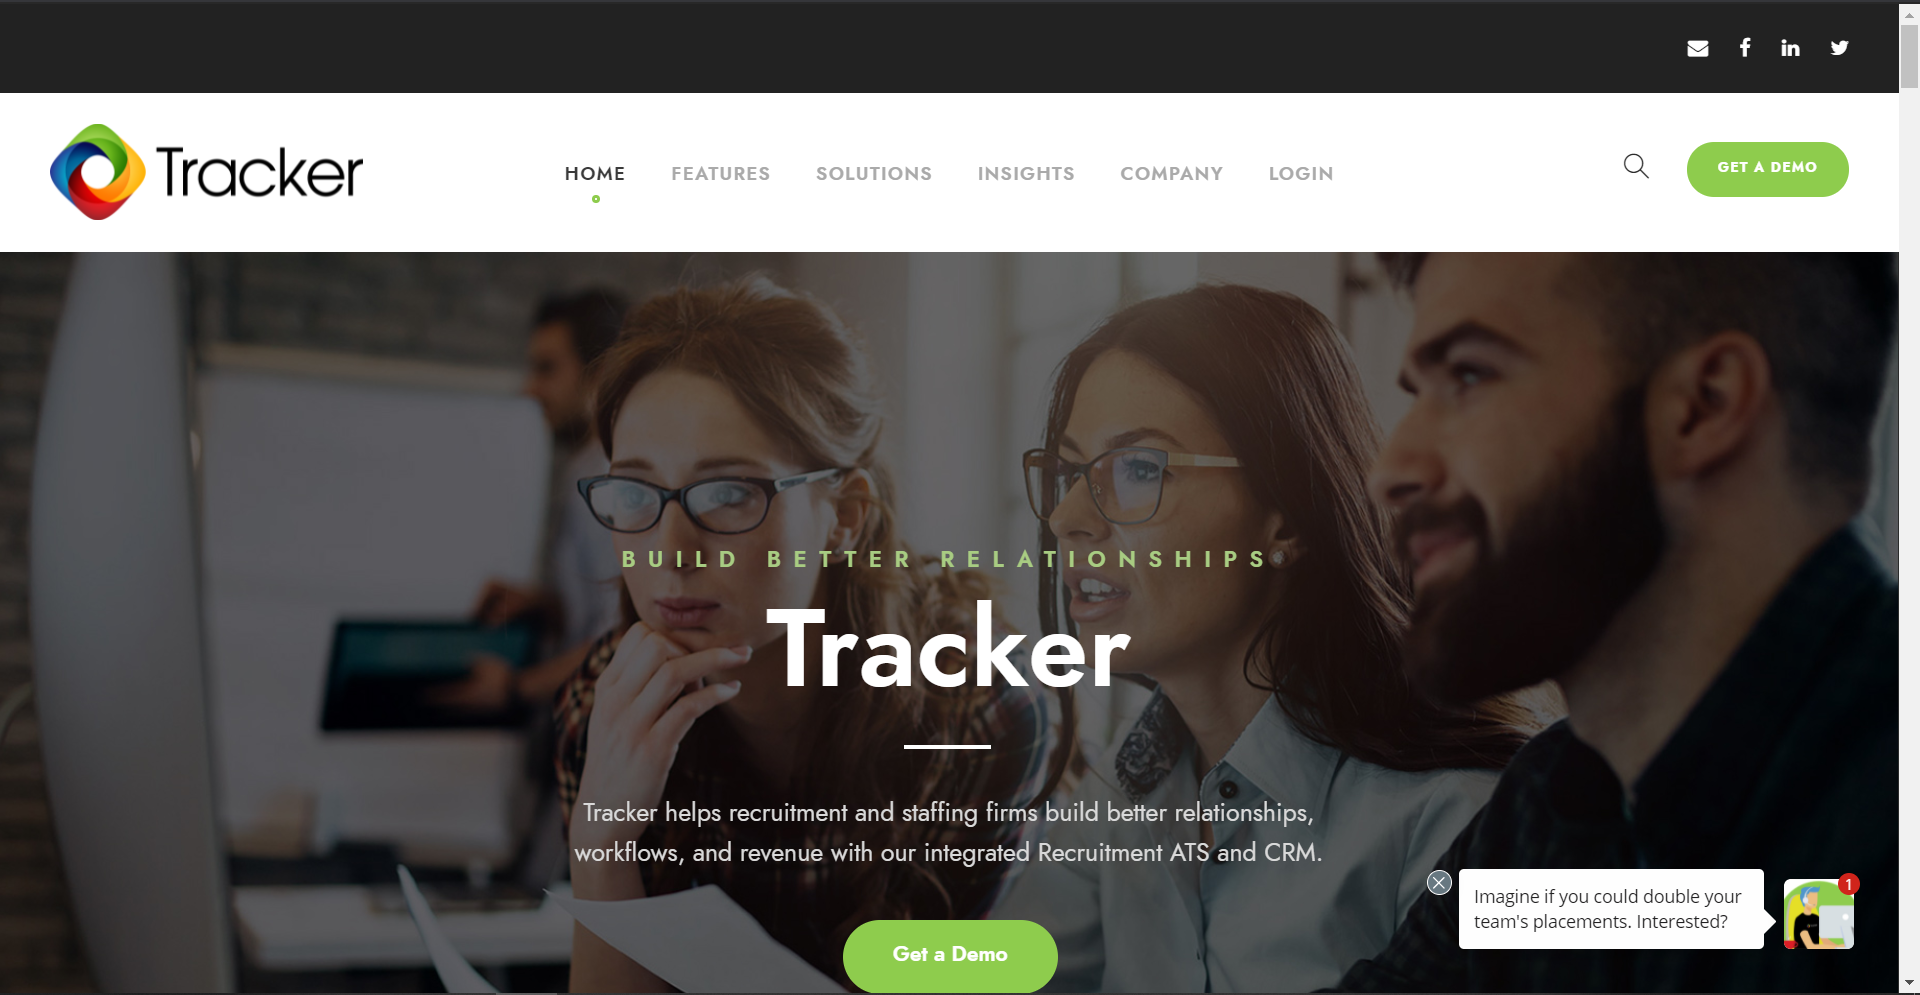 Tracker
HOME FEATURES SOLUTIONS INSIGHTS COMPANY LOGIN
GET A DEMO
BUILD BETTER RELATIONSHIPS
Tracker
Tracker helps recruitment and staffing firms build better relationships,
workflows, and revenue with our integrated Recruitment ATS and CRM.
Get a Demo
Imagine if you could double your
team's placements. Interested?
1